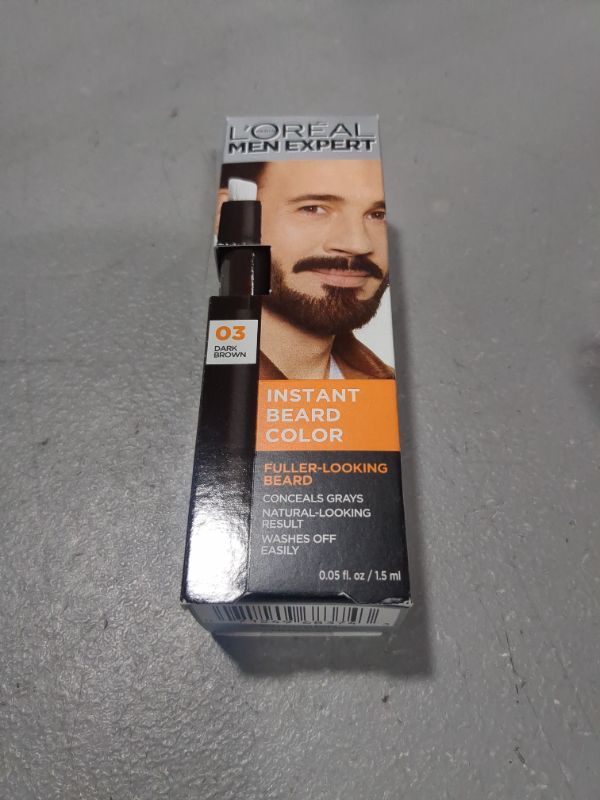 L'ORÉAL
MEN EXPERT
03
DARK
BROWN
INSTANT
BEARD
COLOR
FULLER-LOOKING
BEARD
CONCEALS GRAYS
NATURAL-LOOKING
RESULT
WASHES OFF
EASILY
0.05 fl. oz / 1.5 ml